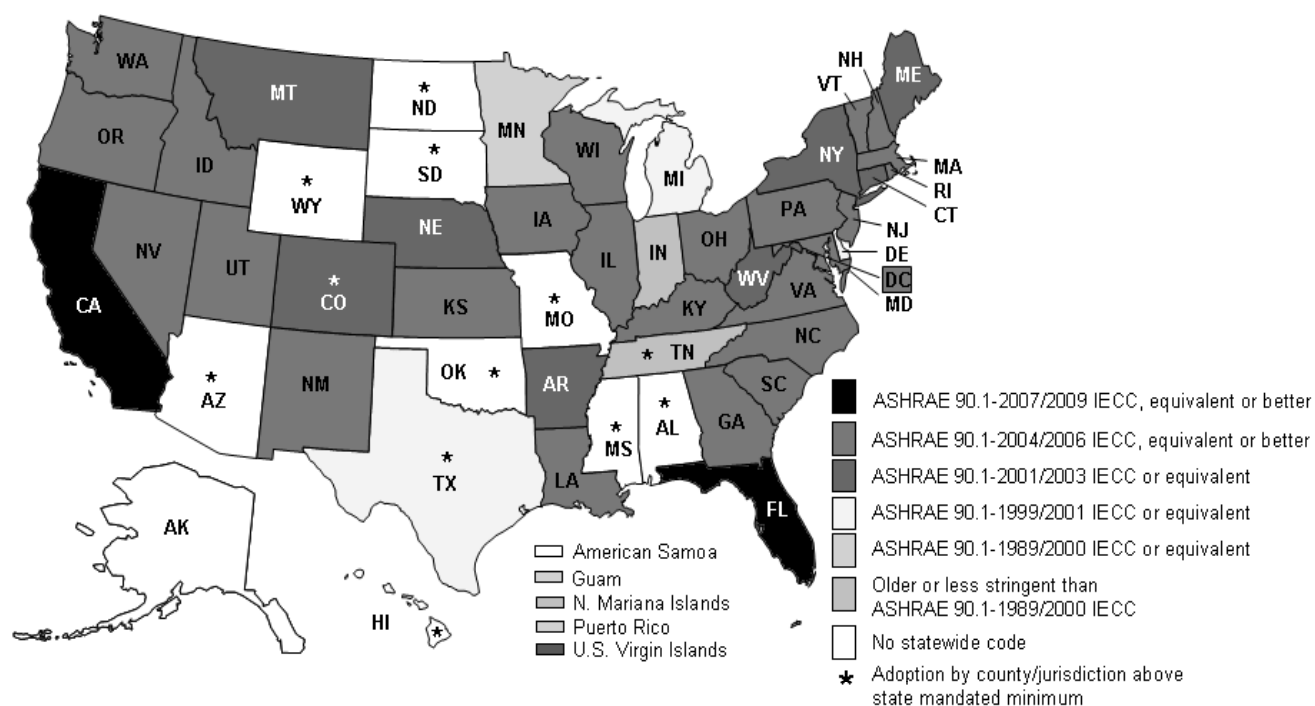 WA
MT
ND
MN
VT
NH
ME
OR
ID
SD
WI
NY
MA
WY
MI
RI
CT
NV
UT
NE
IA
PA
NJ
DE
CA
CO
IL
IN
OH
WV
DC
KS
MO
KY
VA
MD
AZ
NM
OK
AR
TN
NC
SC
TX
LA
MS
AL
GA
FL
AK
HI
American Samoa
Guam
N. Mariana Islands
Puerto Rico
U.S. Virgin Islands
ASHRAE 90.1-2007/2009 IECC, equivalent or better
ASHRAE 90.1-2004/2006 IECC, equivalent or better
ASHRAE 90.1-2001/2003 IECC or equivalent
ASHRAE 90.1-1999/2001 IECC or equivalent
ASHRAE 90.1-1989/2000 IECC or equivalent
Older or less stringent than
ASHRAE 90.1-1989/2000 IECC
No statewide code
* Adoption by county/jurisdiction above
state mandated minimum